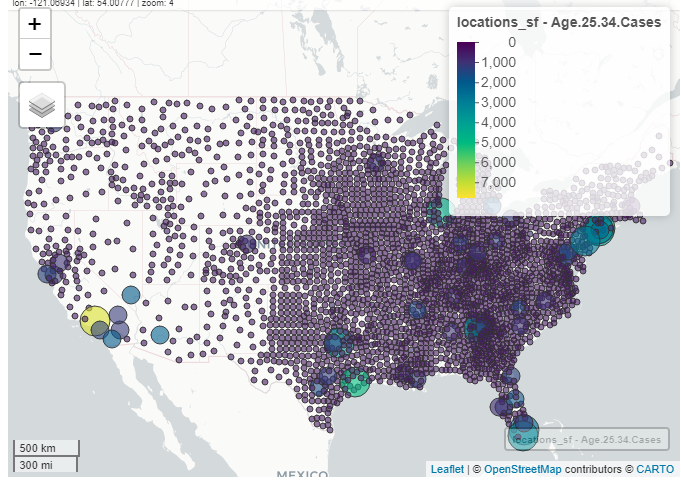 lon: -121.06934 | lat: 54.00777 | zoom: 4
+
−
locations_sf - Age.25.34.Cases
0
1,000
2,000
3,000
4,000
5,000
6,000
7,000
500 km
300 mi
MEXICO
locations_sf - Age.25.34.Cases
Leaflet | © OpenStreetMap contributors © CARTO